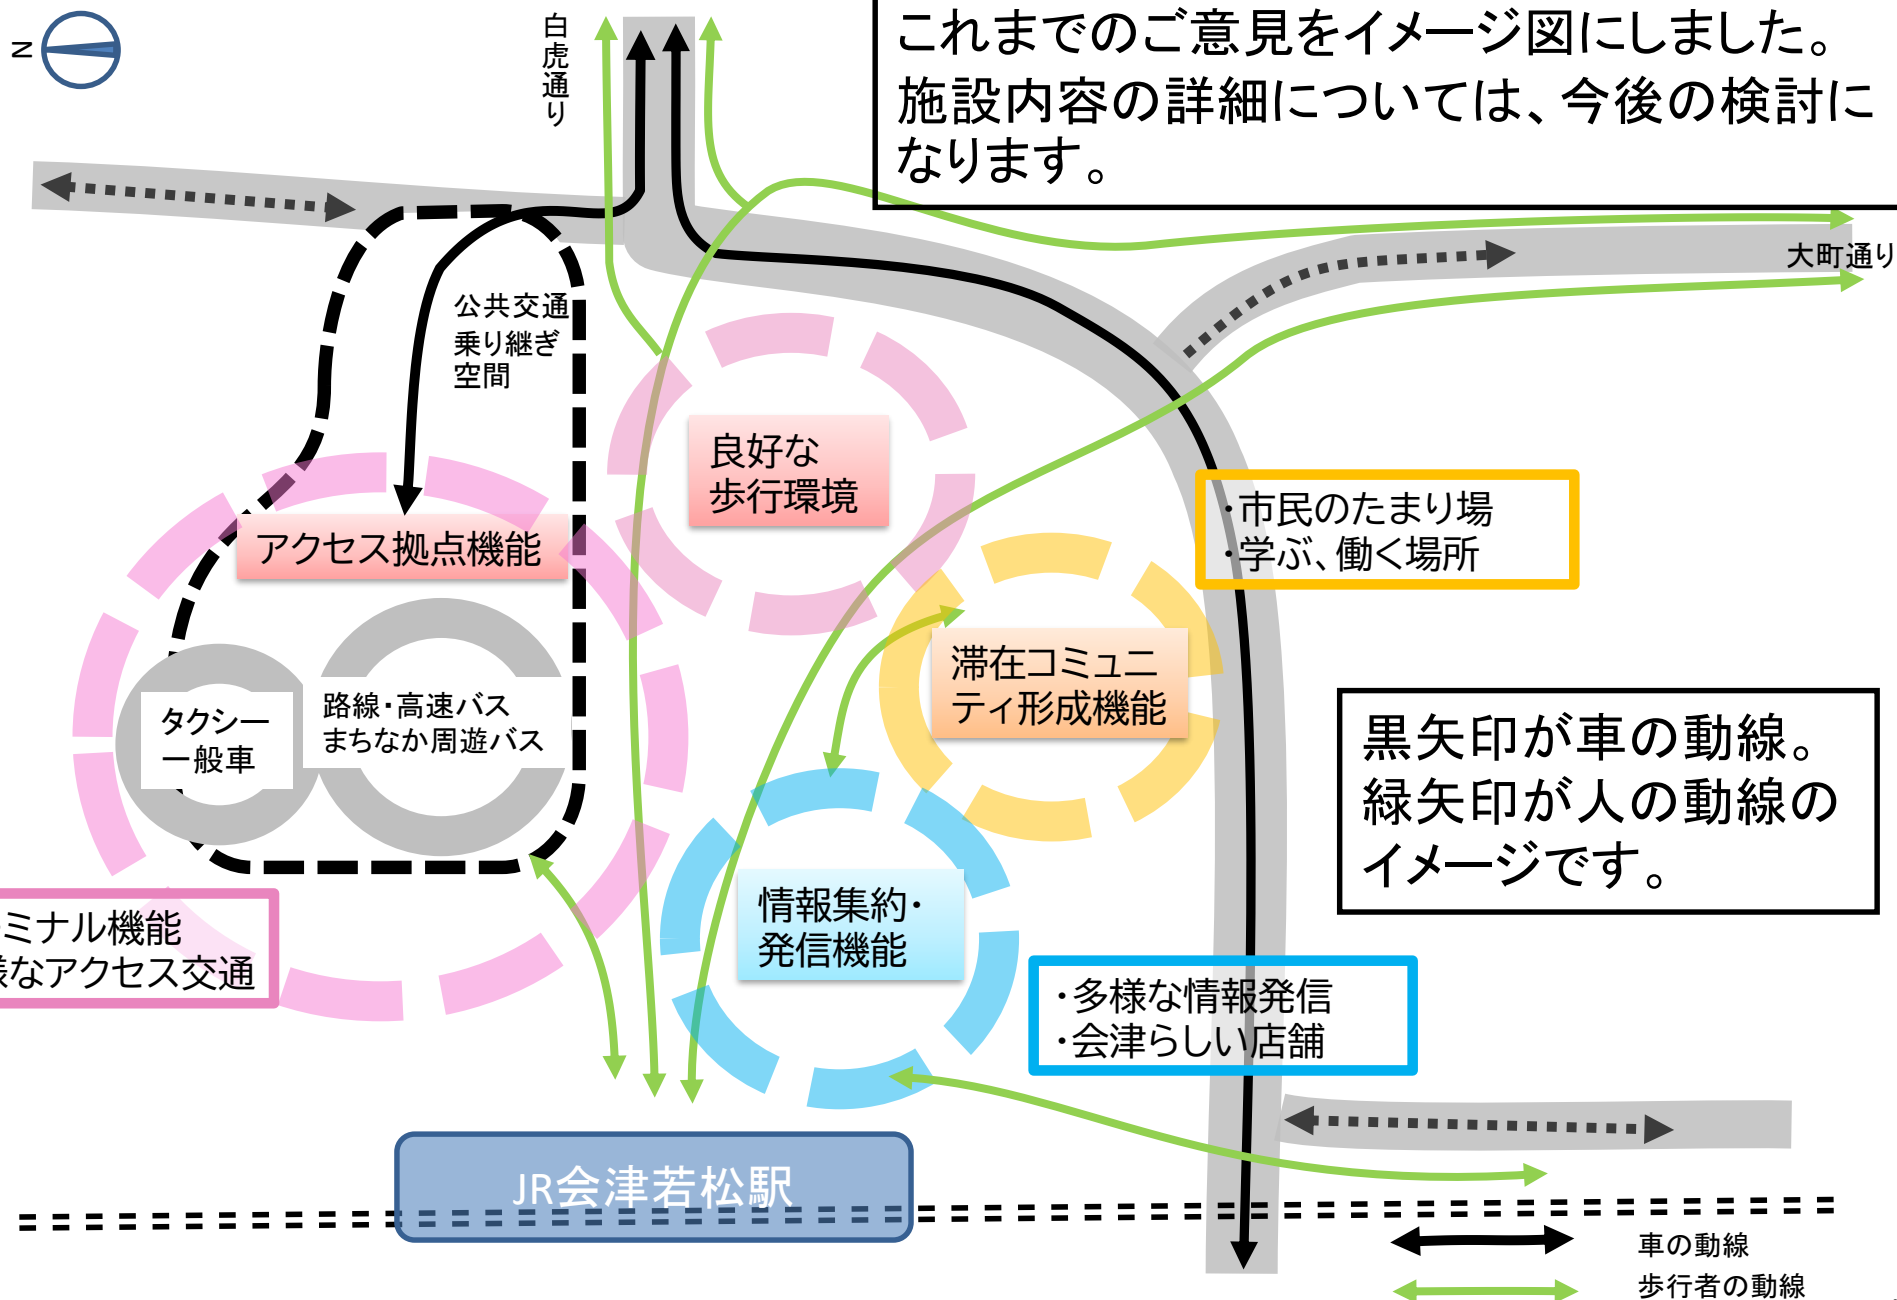 これまでのご意見をイメージ図にしました。
施設内容の詳細については、今後の検討に
なります。
N
白虎通り
大町通り
公共交通
乗り継ぎ
空間
良好な
歩行環境
アクセス拠点機能
・市民のたまり場
・学ぶ、働く場所
滞在コミュニ
ティ形成機能
タクシー
一般車
路線・高速バス
まちなか周遊バス
黒矢印が車の動線。
緑矢印が人の動線の
イメージです。
情報集約・
発信機能
ミナル機能
なアクセス交通
・多様な情報発信
・会津らしい店舗
JR会津若松駅
車の動線
歩行者の動線